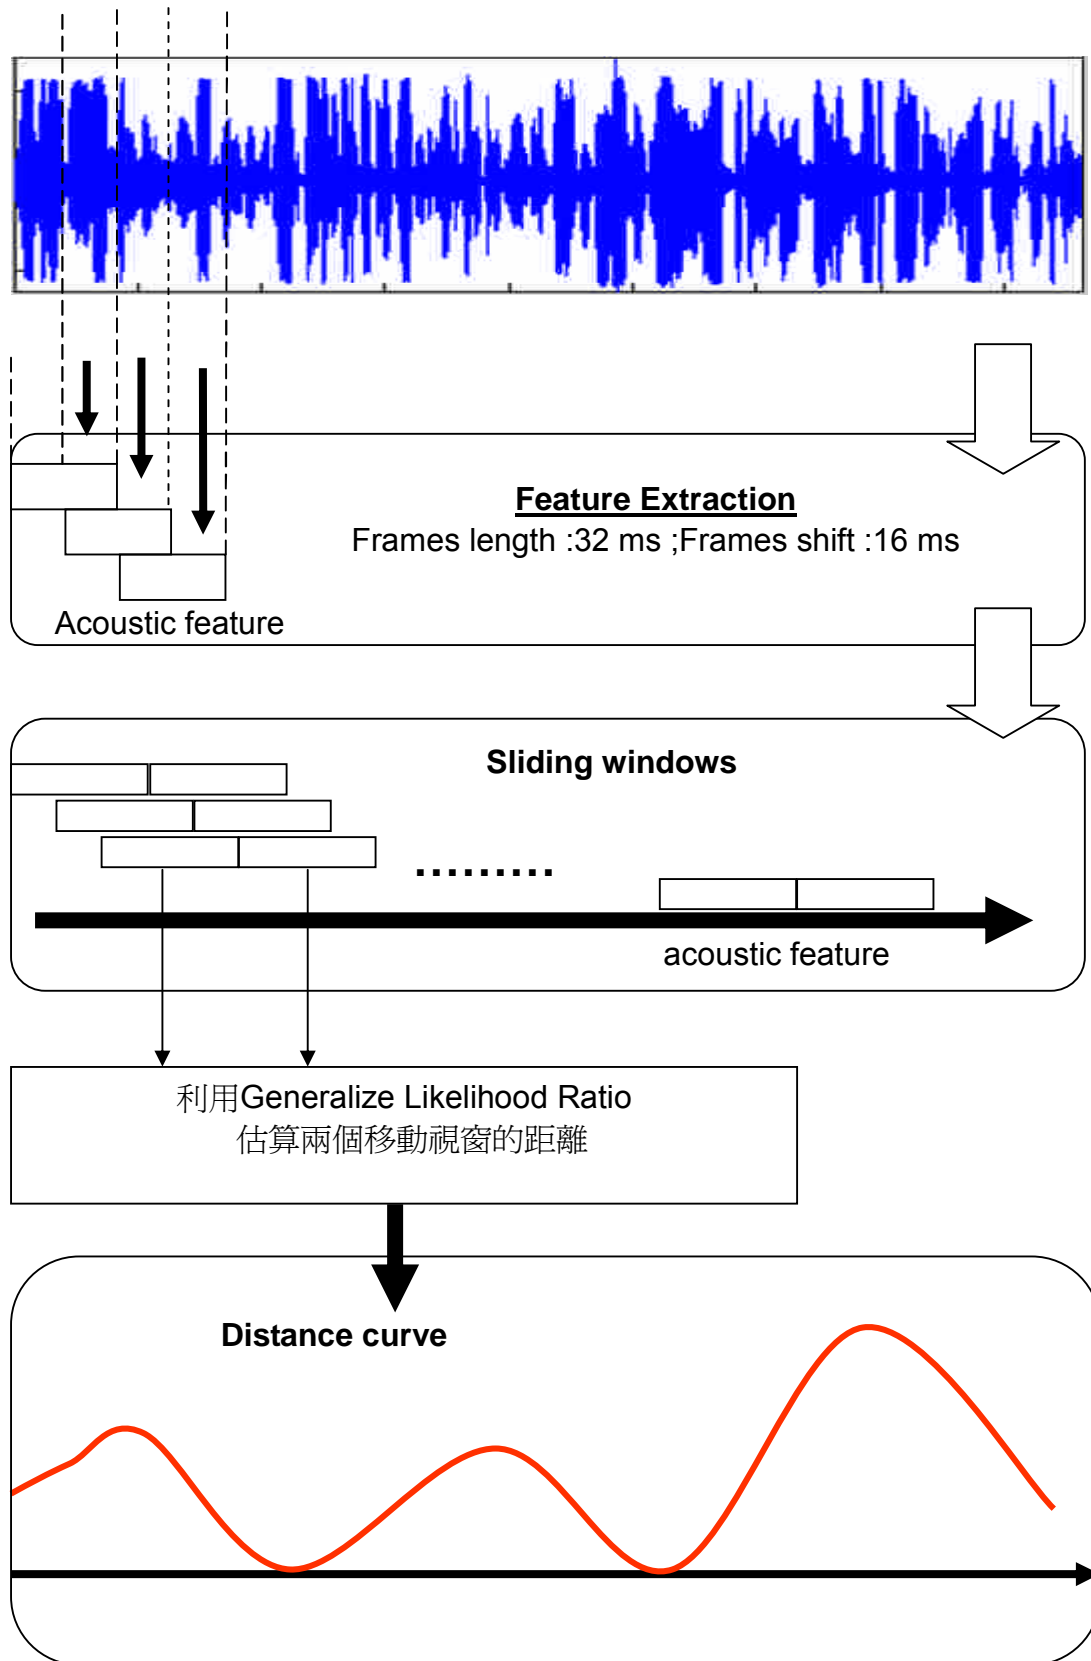 Feature Extraction
Frames length :32 ms ;Frames shift :16 ms
Acoustic feature
Sliding windows
.........
acoustic feature
利用Generalize Likelihood Ratio
估算兩個移動視窗的距離
Distance curve